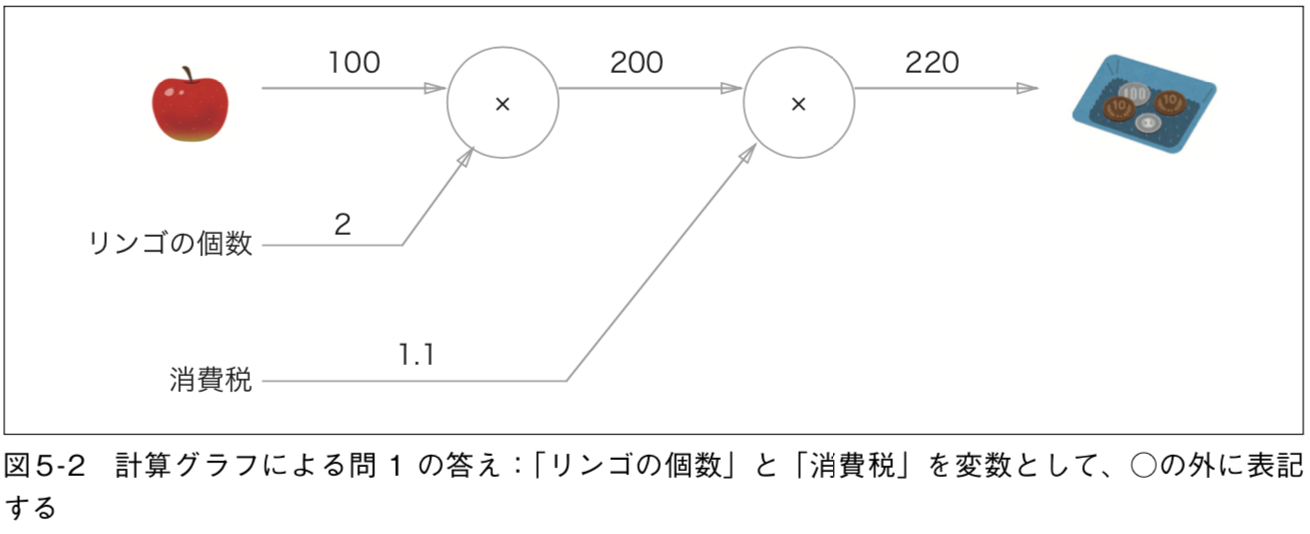 100
200
220
×
×
リンゴの個数
2
消費税
1.1
100
10
10
1
図5-2 計算グラフによる問 1 の答え:「リンゴの個数」と「消費税」を変数として、○の外に表記
する